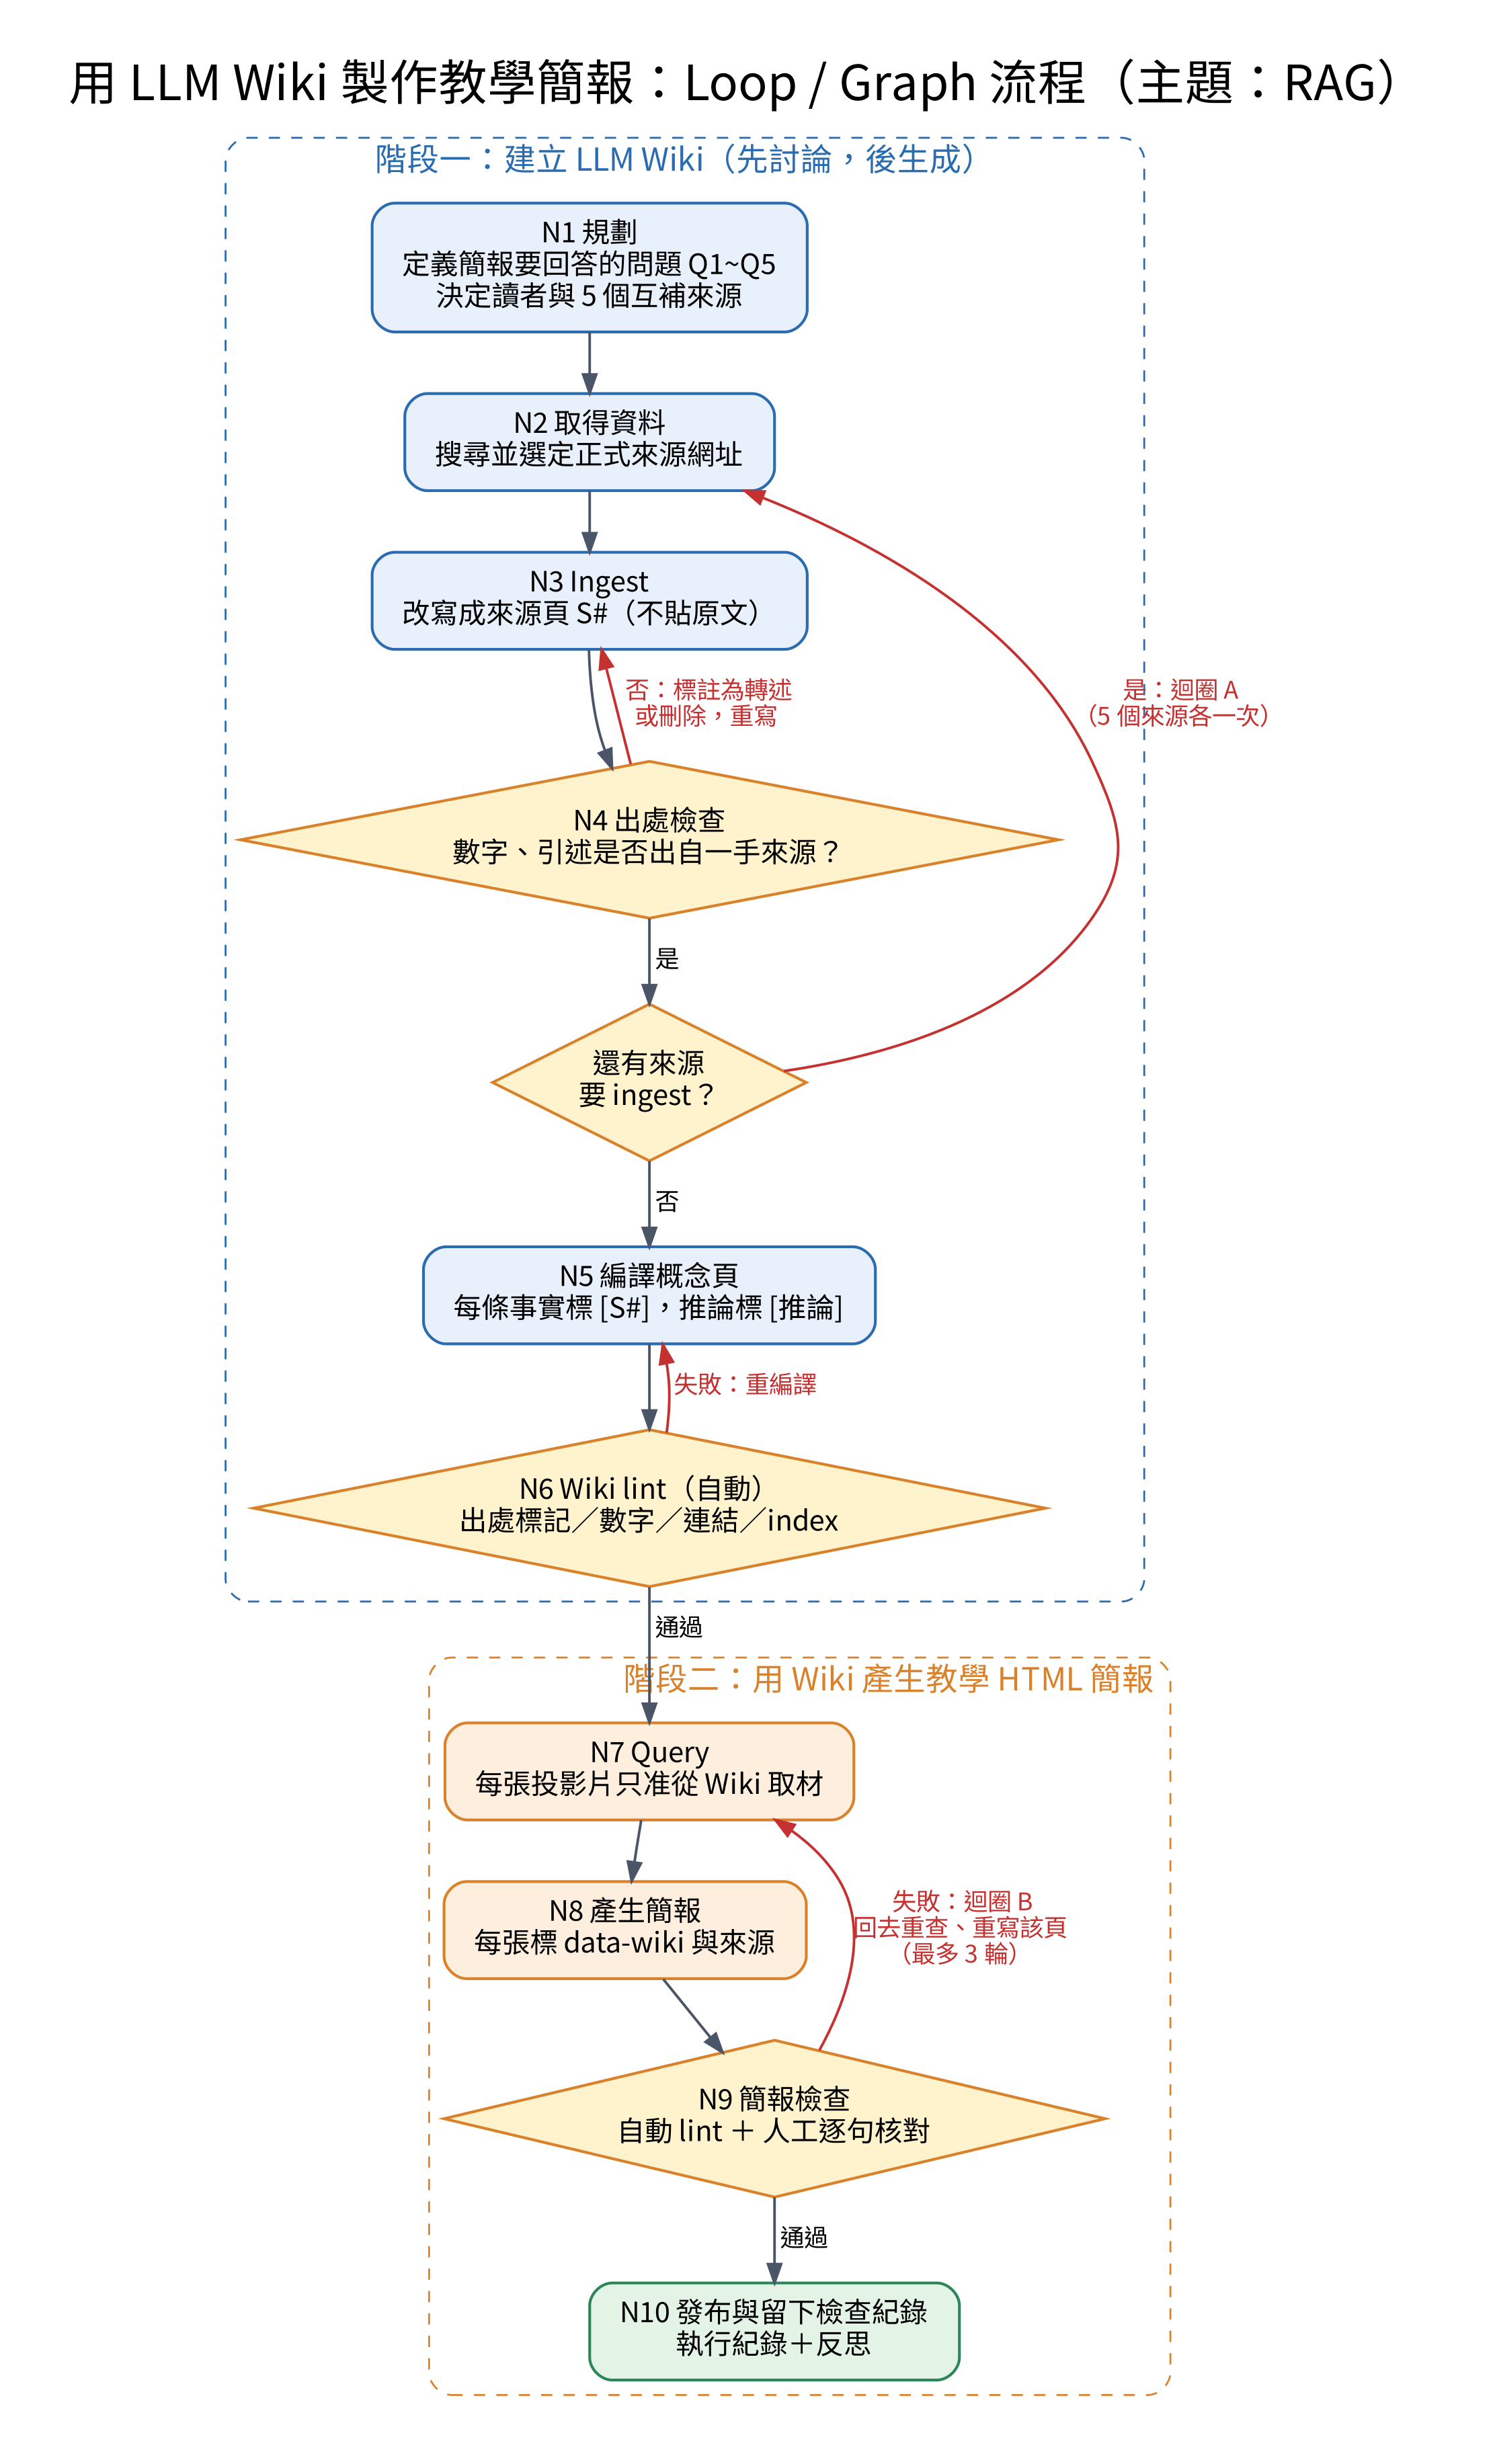 用 LLM Wiki 製作教學簡報：Loop / Graph 流程（主題：RAG）
階段一：建立 LLM Wiki（先討論，後生成）
N1 規劃
定義簡報要回答的問題 Q1~Q5
決定讀者與 5 個互補來源
N2 取得資料
搜尋並選定正式來源網址
N3 Ingest
改寫成來源頁 S#（不貼原文）
否：標註為轉述
或刪除，重寫
是：迴圈 A
（5 個來源各一次）
N4 出處檢查
數字、引述是否出自一手來源？
是
還有來源
要 ingest？
否
N5 編譯概念頁
每條事實標 [S#]，推論標 [推論]
失敗：重編譯
N6 Wiki lint（自動）
出處標記／數字／連結／index
通過
階段二：用 Wiki 產生教學 HTML 簡報
N7 Query
每張投影片只准從 Wiki 取材
失敗：迴圈 B
回去重查、重寫該頁
（最多 3 輪）
N8 產生簡報
每張標 data-wiki 與來源
N9 簡報檢查
自動 lint ＋ 人工逐句核對
通過
N10 發布與留下檢查紀錄
執行紀錄＋反思